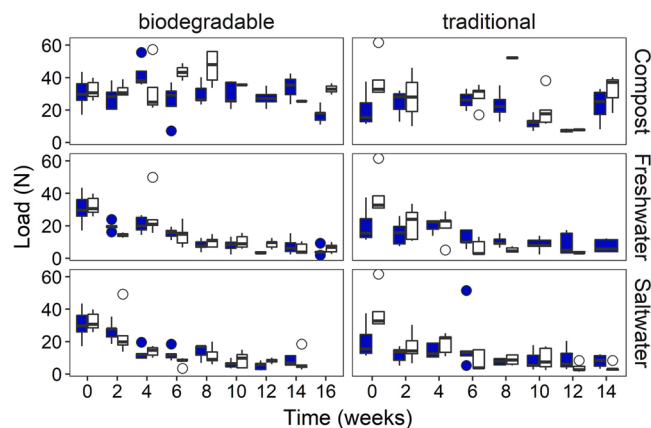 biodegradable traditional
60
40
20
0
Compost
60
40
20
0
Freshwater
60
40
20
0
Saltwater
Load (N)
0 2 4 6 8 10 12 14 16 0 2 4 6 8 10 12 14
Time (weeks)